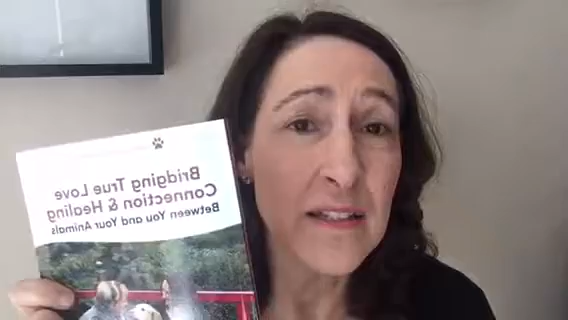 Bridging True Love
Connection & Healing
Between You and Your Animals